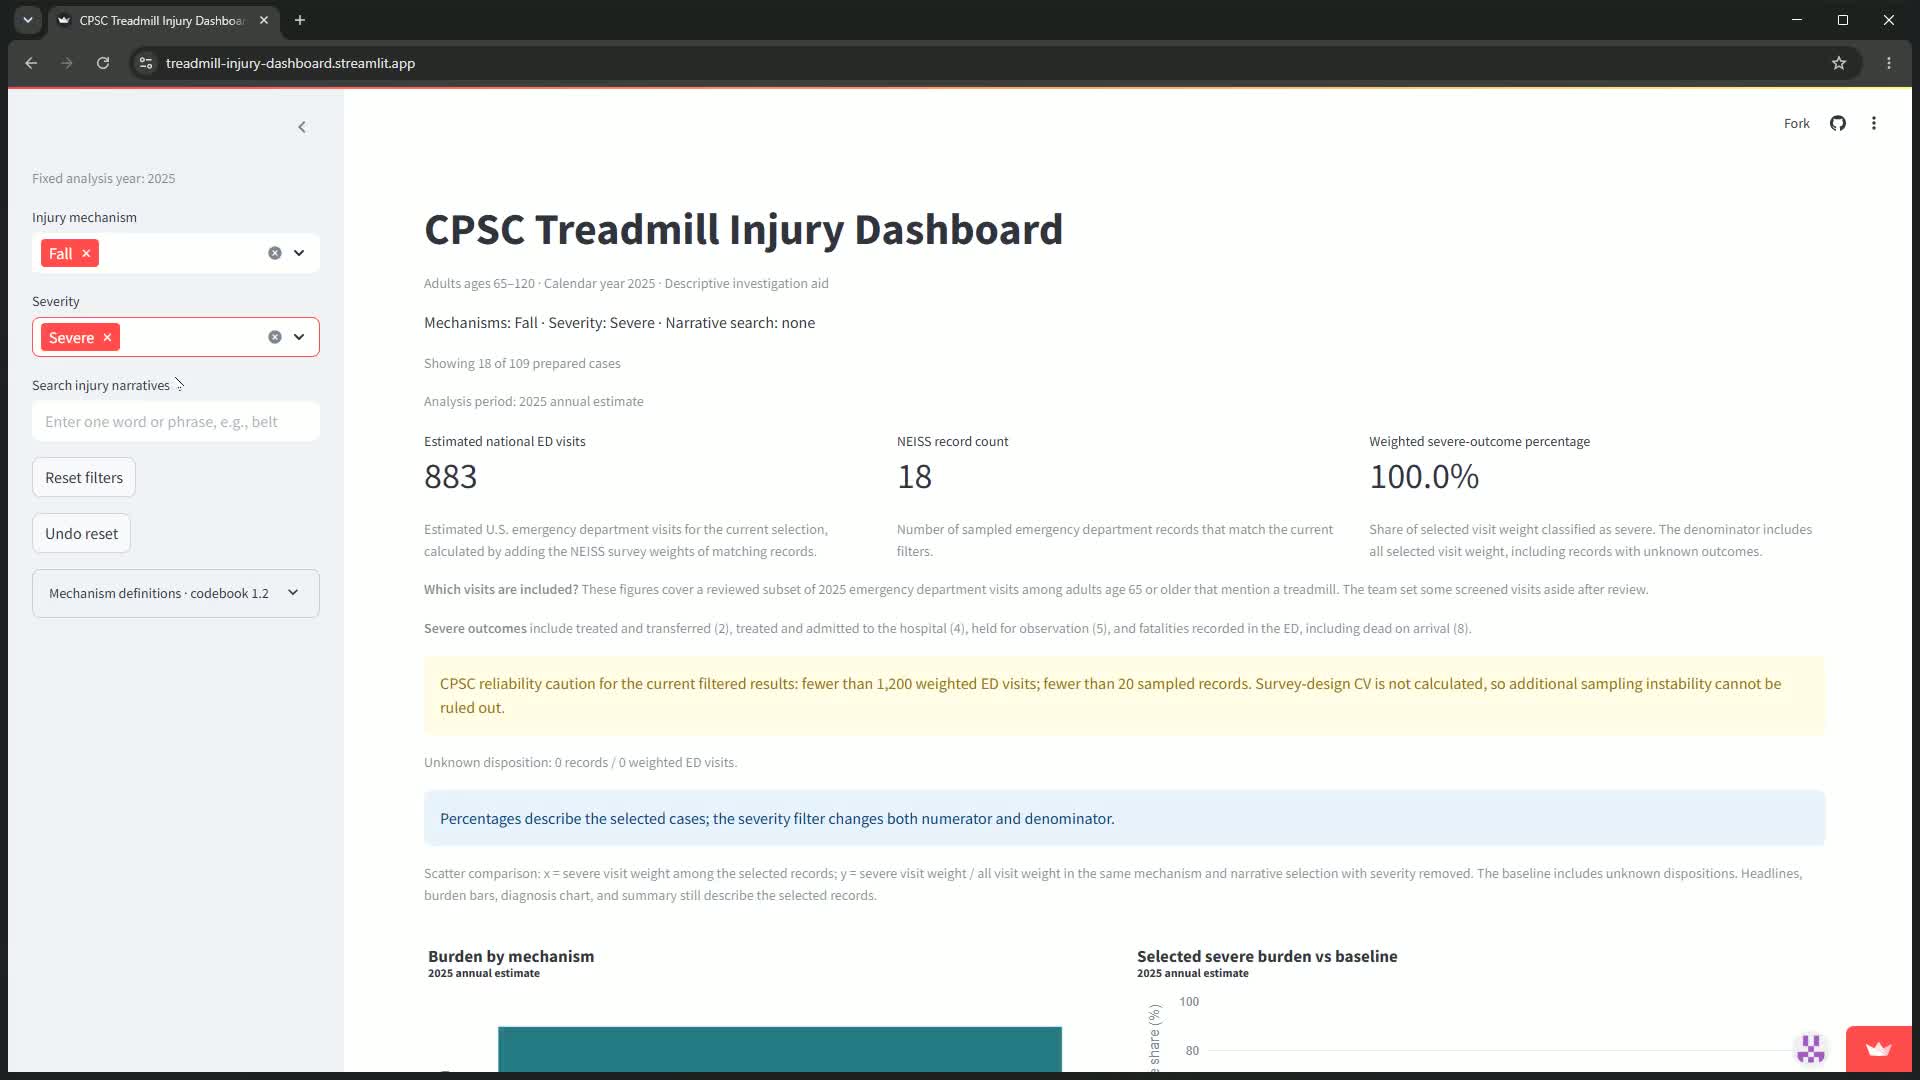 CPSC Treadmill Injury Dashboa
treadmill-injury-dashboard.streamlit.app
Fork
Fixed analysis year: 2025
Injury mechanism
Fall
Severity
Severe
Search injury narratives
Enter one word or phrase, e.g., belt
Reset filters
Undo reset
Mechanism definitions · codebook 1.2
CPSC Treadmill Injury Dashboard
Adults ages 65–120 · Calendar year 2025 · Descriptive investigation aid
Mechanisms: Fall · Severity: Severe · Narrative search: none
Showing 18 of 109 prepared cases
Analysis period: 2025 annual estimate
Estimated national ED visits
883
Estimated U.S. emergency department visits for the current selection,
calculated by adding the NEISS survey weights of matching records.
NEISS record count
18
Number of sampled emergency department records that match the current
filters.
Weighted severe-outcome percentage
100.0%
Share of selected visit weight classified as severe. The denominator includes
all selected visit weight, including records with unknown outcomes.
Which visits are included? These figures cover a reviewed subset of 2025 emergency department visits among adults age 65 or older that mention a treadmill. The team set some screened visits aside after review.
Severe outcomes include treated and transferred (2), treated and admitted to the hospital (4), held for observation (5), and fatalities recorded in the ED, including dead on arrival (8).
CPSC reliability caution for the current filtered results: fewer than 1,200 weighted ED visits; fewer than 20 sampled records. Survey-design CV is not calculated, so additional sampling instability cannot be
ruled out.
Unknown disposition: 0 records / 0 weighted ED visits.
Percentages describe the selected cases; the severity filter changes both numerator and denominator.
Scatter comparison: x = severe visit weight among the selected records; y = severe visit weight / all visit weight in the same mechanism and narrative selection with severity removed. The baseline includes unknown dispositions. Headlines,
burden bars, diagnosis chart, and summary still describe the selected records.
Burden by mechanism
2025 annual estimate
Selected severe burden vs baseline
2025 annual estimate
100
80
share (%)